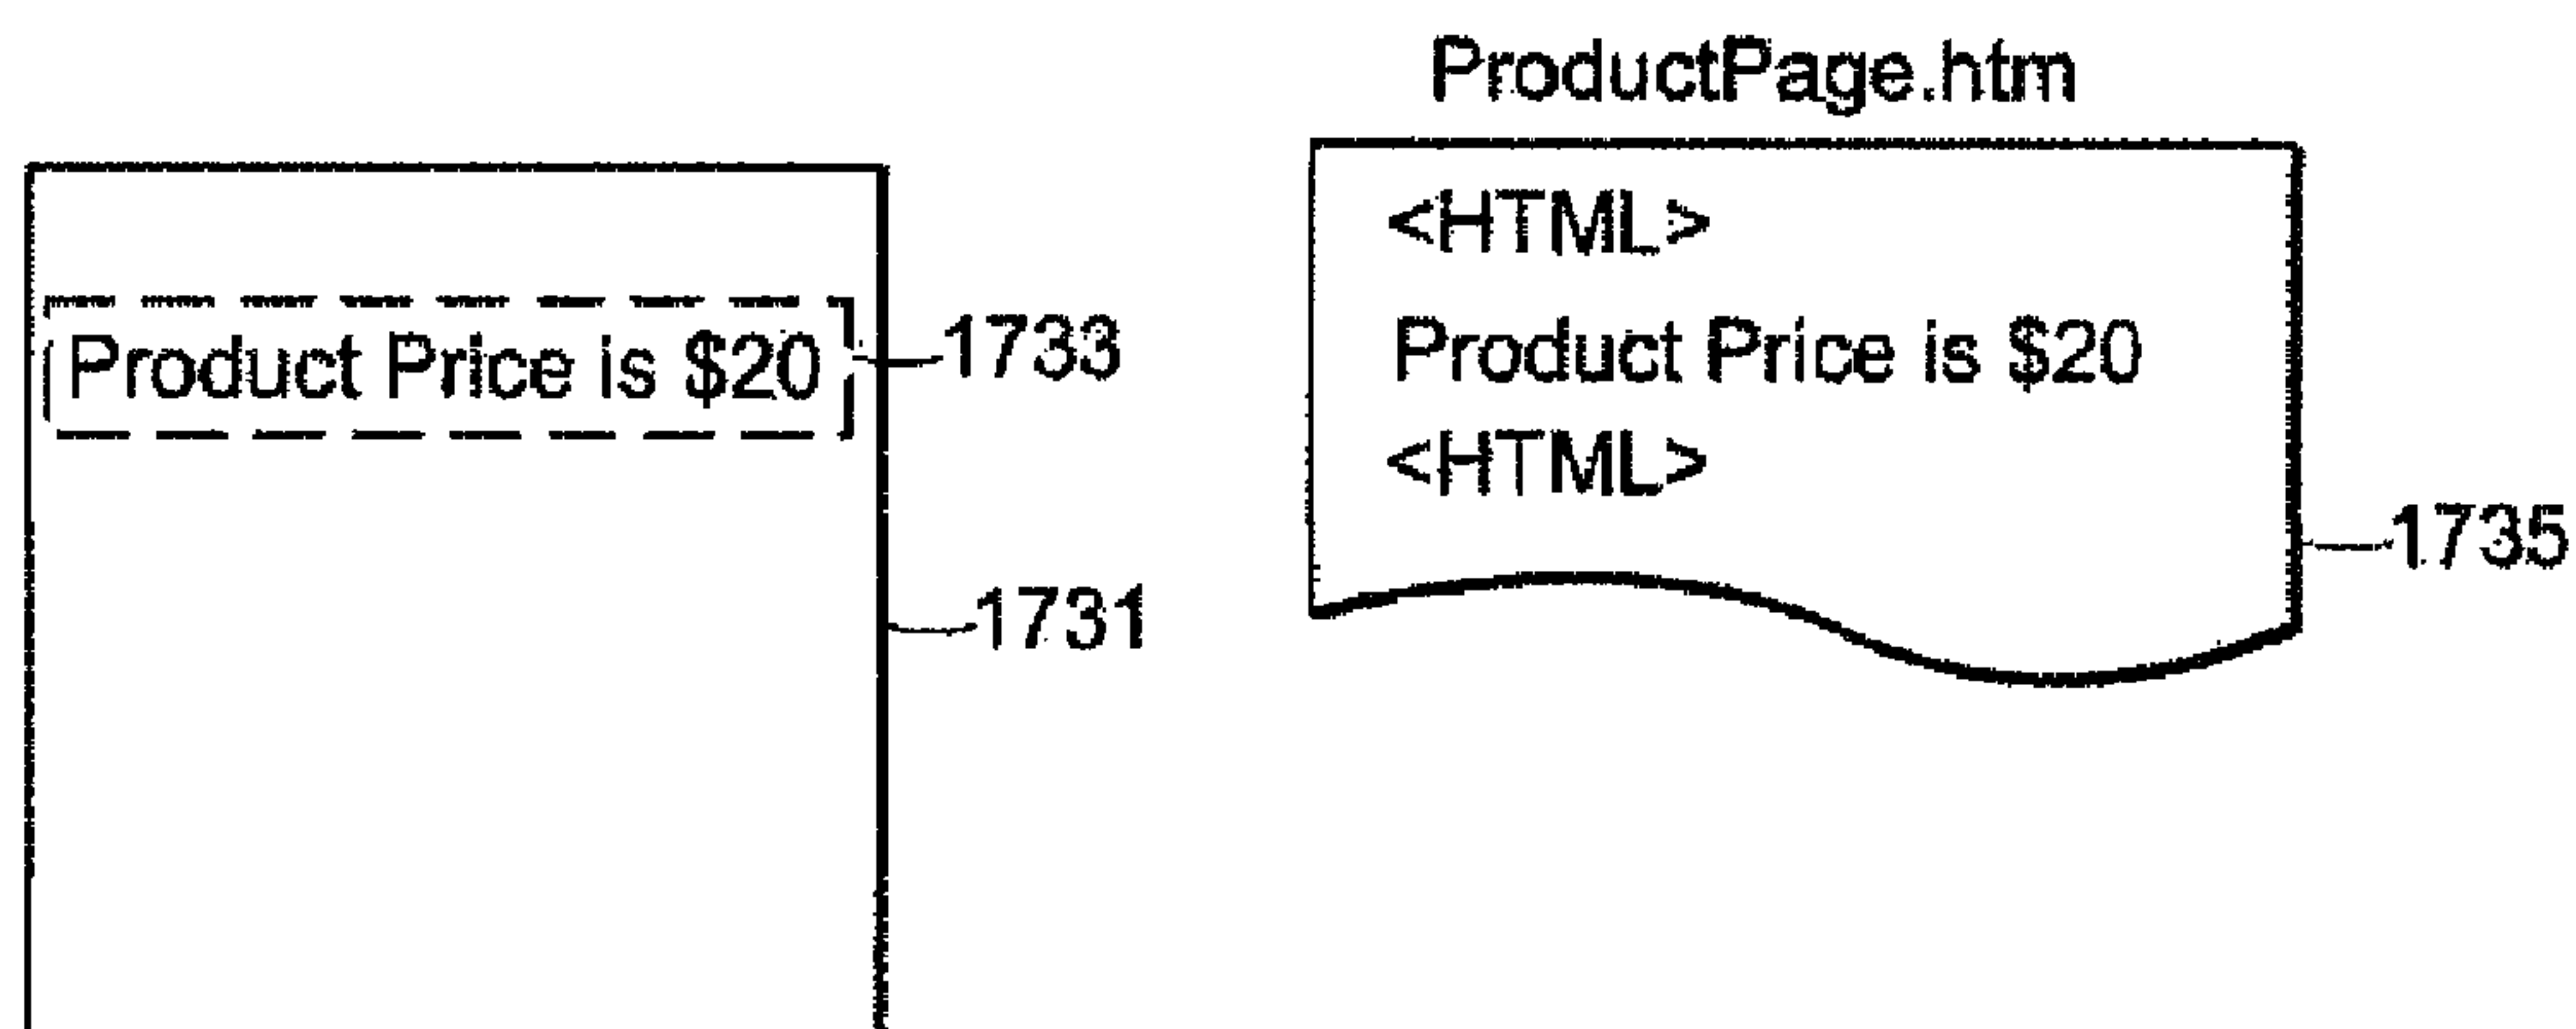 ProductPage.htm
Product Price is $20
1733
1731
<HTML>
Product Price is $20
<HTML>
1735